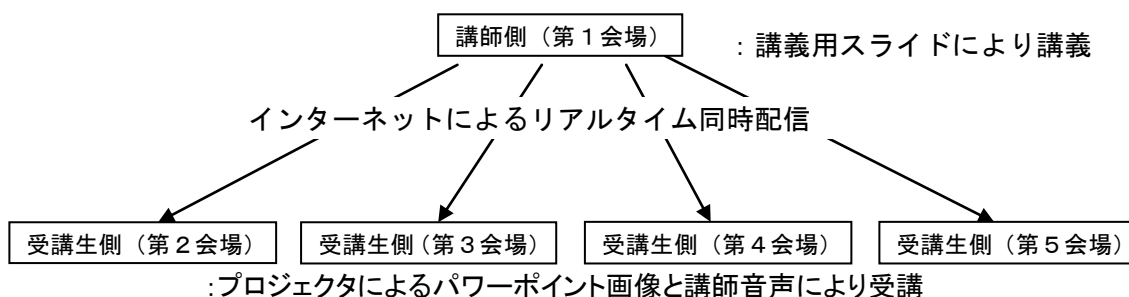 講師側（第１会場）
：講義用スライドにより講義
インターネットによるリアルタイム同時配信
受講生側（第２会場）
受講生側（第３会場）
受講生側（第４会場）
受講生側（第５会場）
：プロジェクタによるパワーポイント画像と講師音声により受講